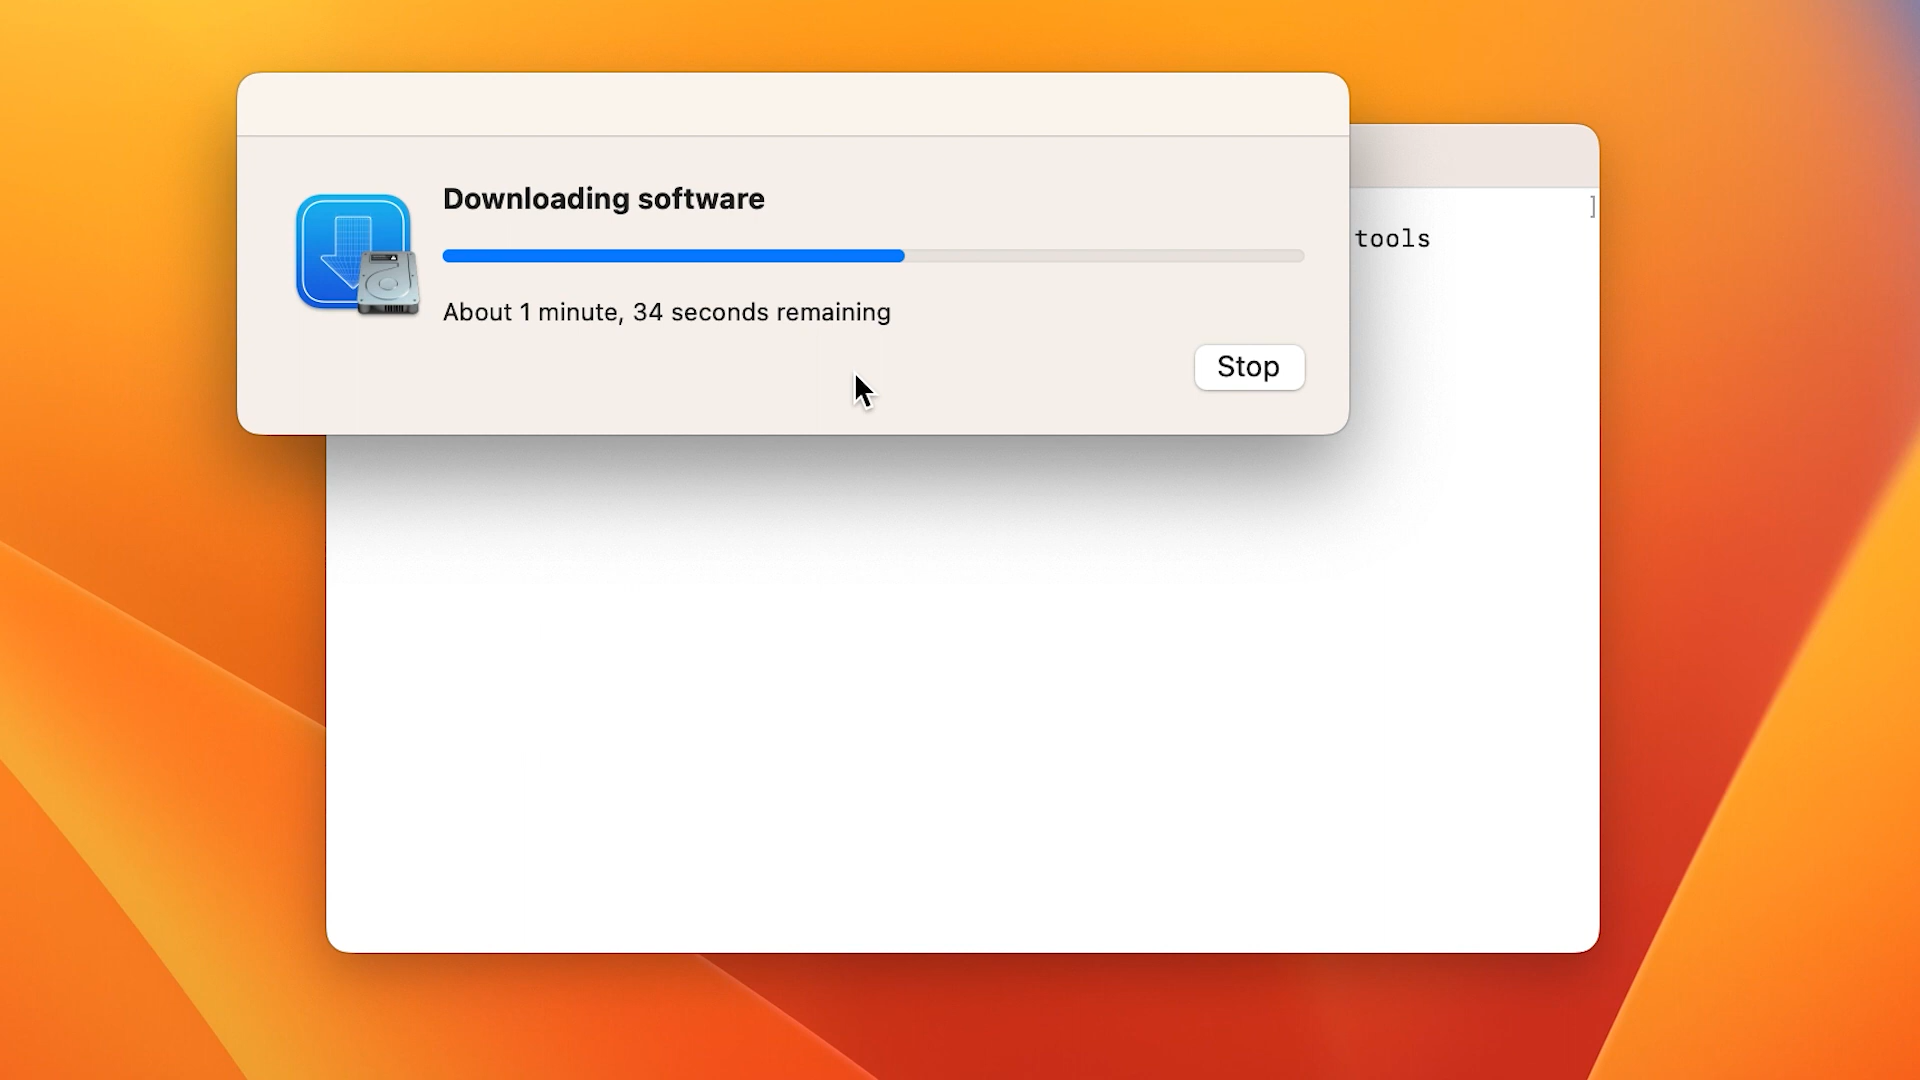 Downloading software
About 1 minute, 34 seconds remaining
Stop
]
tools